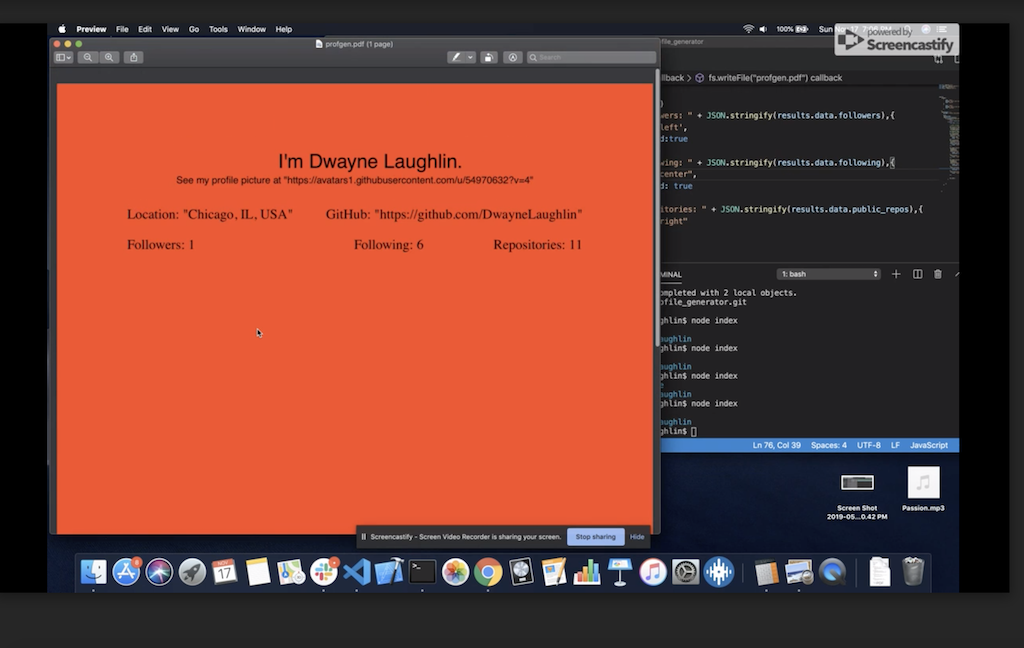 Preview File Edit View Go Tools Window Help
100%
powered by
Screencastify
profgen.pdf (1 page)
file_generator
Search
llback > fs.writeFile("profgen.pdf") callback
I'm Dwayne Laughlin.
See my profile picture at "https://avatars1.githubusercontent.com/u/54970632?v=4"
Location: "Chicago, IL, USA" GitHub: "https://github.com/DwayneLaughlin"
Followers: 1 Following: 6 Repositories: 11
}
wers: " + JSON.stringify(results.data.followers),{
left',
d:true
wing: " + JSON.stringify(results.data.following),{
center",
d: true
itories: " + JSON.stringify(results.data.public_repos),{
right"
MINAL 1: bash
ompleted with 2 local objects.
ofile_generator.git
ghlin$ node index
aughlin
ghlin$ node index
aughlin
ghlin$ node index
e
aughlin
ghlin$ node index
aughlin
ghlin$
Ln 76, Col 39 Spaces: 4 UTF-8 LF JavaScript
Screen Shot
2019-05...0.42 PM
Passion.mp3
Screencastify - Screen Video Recorder is sharing your screen. Stop sharing Hide
NOV
17